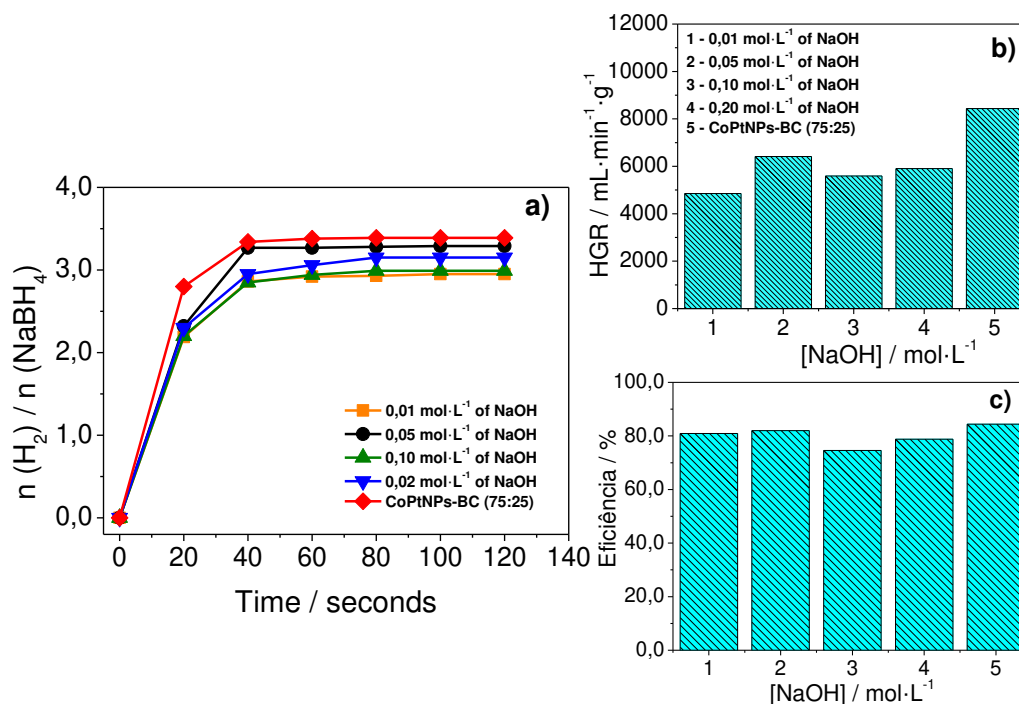 a)
n (H₂) / n (NaBH₄)
4,0
3,0
2,0
1,0
0,0
0,01 mol·L⁻¹ of NaOH
0,05 mol·L⁻¹ of NaOH
0,10 mol·L⁻¹ of NaOH
0,02 mol·L⁻¹ of NaOH
CoPtNPs-BC (75:25)
0 20 40 60 80 100 120 140
Time / seconds
b)
HGR / mL·min⁻¹·g⁻¹
12000
10000
8000
6000
4000
2000
0
1 - 0,01 mol·L⁻¹ of NaOH
2 - 0,05 mol·L⁻¹ of NaOH
3 - 0,10 mol·L⁻¹ of NaOH
4 - 0,20 mol·L⁻¹ of NaOH
5 - CoPtNPs-BC (75:25)
1 2 3 4 5
[NaOH] / mol·L⁻¹
c)
Eficiência / %
100,0
80,0
60,0
40,0
20,0
0,0
1 2 3 4 5
[NaOH] / mol·L⁻¹